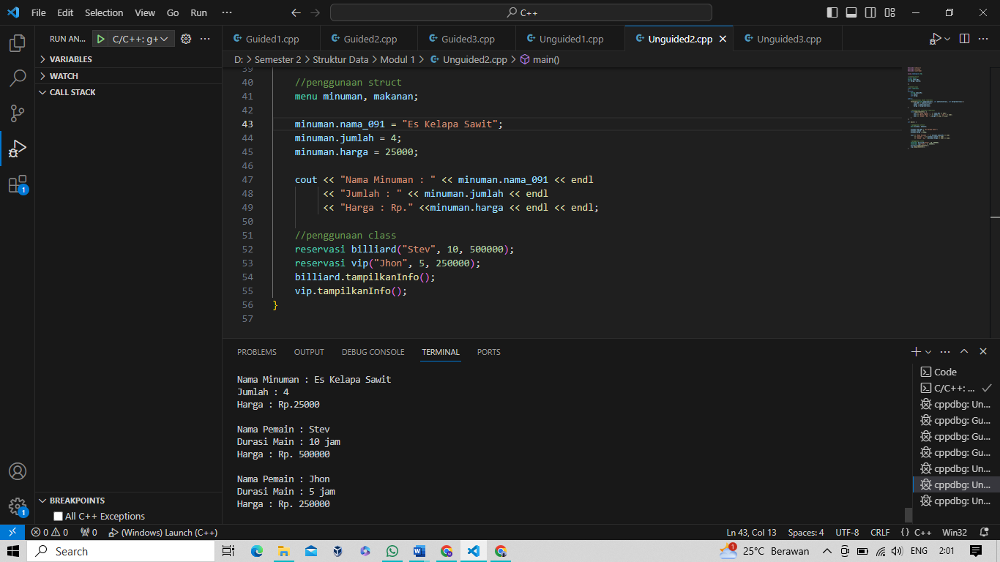 File Edit Selection View Go Run ··· C++
RUN AN... C/C++: g+ ···
Guided1.cpp Guided2.cpp Guided3.cpp Unguided1.cpp Unguided2.cpp Unguided3.cpp
D: > Semester 2 > Struktur Data > Modul 1 > Unguided2.cpp > main()
VARIABLES
WATCH
CALL STACK
39
40 //penggunaan struct
41 menu minuman, makanan;
42
43 minuman.nama_091 = "Es Kelapa Sawit";
44 minuman.jumlah = 4;
45 minuman.harga = 25000;
46
47 cout << "Nama Minuman : " << minuman.nama_091 << endl
48 << "Jumlah : " << minuman.jumlah << endl
49 << "Harga : Rp." <<minuman.harga << endl << endl;
50
51 //penggunaan class
52 reservasi billiard("Stev", 10, 500000);
53 reservasi vip("Jhon", 5, 250000);
54 billiard.tampilkanInfo();
55 vip.tampilkanInfo();
56 }
57
PROBLEMS OUTPUT DEBUG CONSOLE TERMINAL PORTS
Nama Minuman : Es Kelapa Sawit
Jumlah : 4
Harga : Rp.25000
Nama Pemain : Stev
Durasi Main : 10 jam
Harga : Rp. 500000
Nama Pemain : Jhon
Durasi Main : 5 jam
Harga : Rp. 250000
Code
C/C++: ...
cppdbg: Un...
cppdbg: Gu...
cppdbg: Gu...
cppdbg: Gu...
cppdbg: Un...
cppdbg: Un...
cppdbg: Un...
1
1
BREAKPOINTS
All C++ Exceptions
0 0 0 (Windows) Launch (C++) Ln 43, Col 13 Spaces: 4 UTF-8 CRLF {} C++ Win32
Search 1 25°C Berawan ENG 2:01